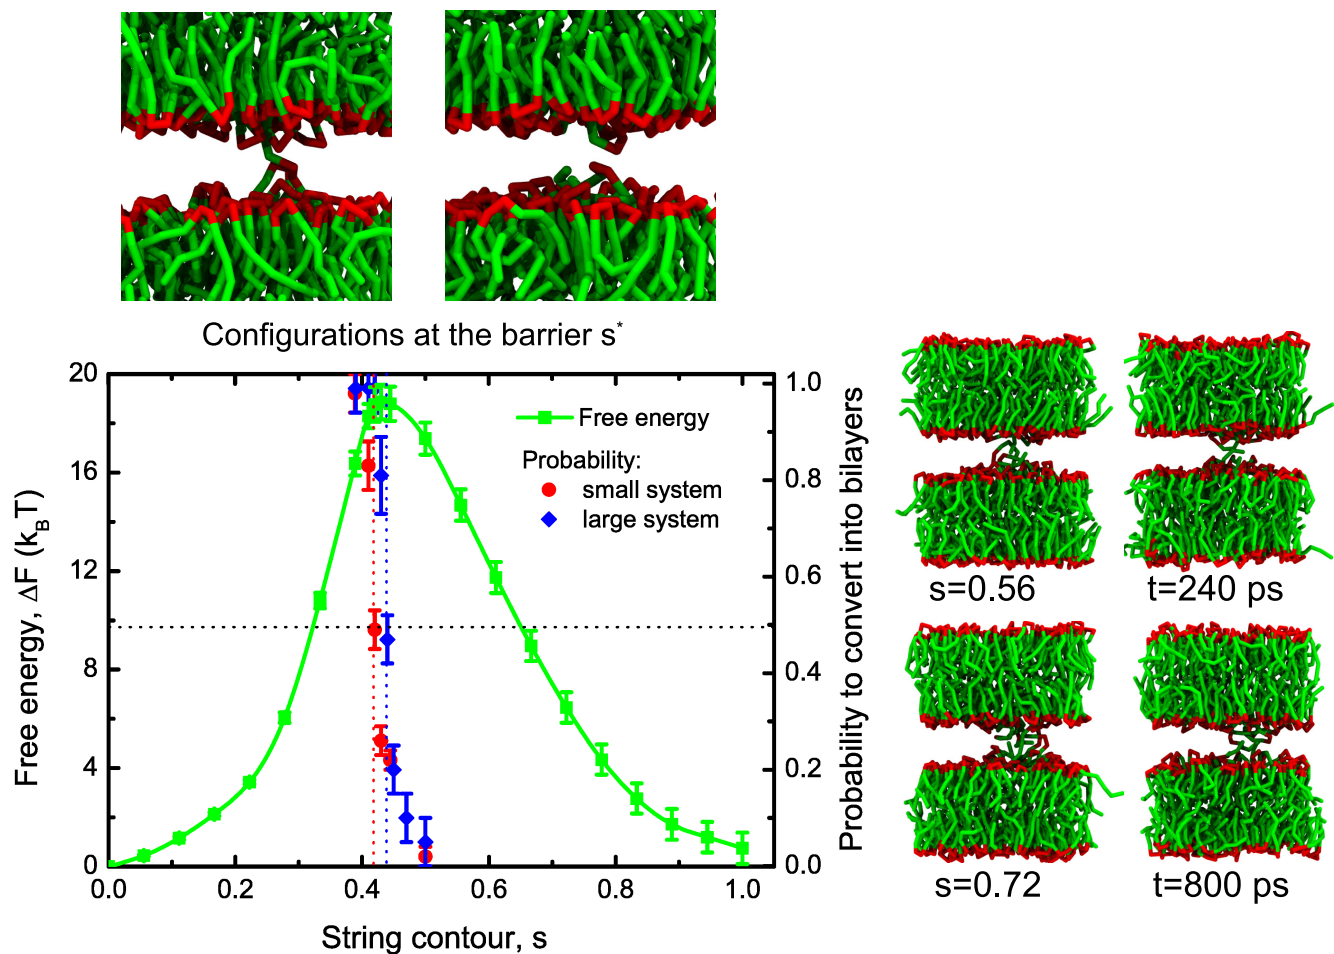 Configurations at the barrier s*
Free energy, ΔF (k_BT)
20
16
12
8
4
0
Free energy
Probability:
small system
large system
1.0
0.8
0.6
0.4
0.2
0.0
Probability to convert into bilayers
0.0 0.2 0.4 0.6 0.8 1.0
String contour, s
s=0.56 t=240 ps
s=0.72 t=800 ps